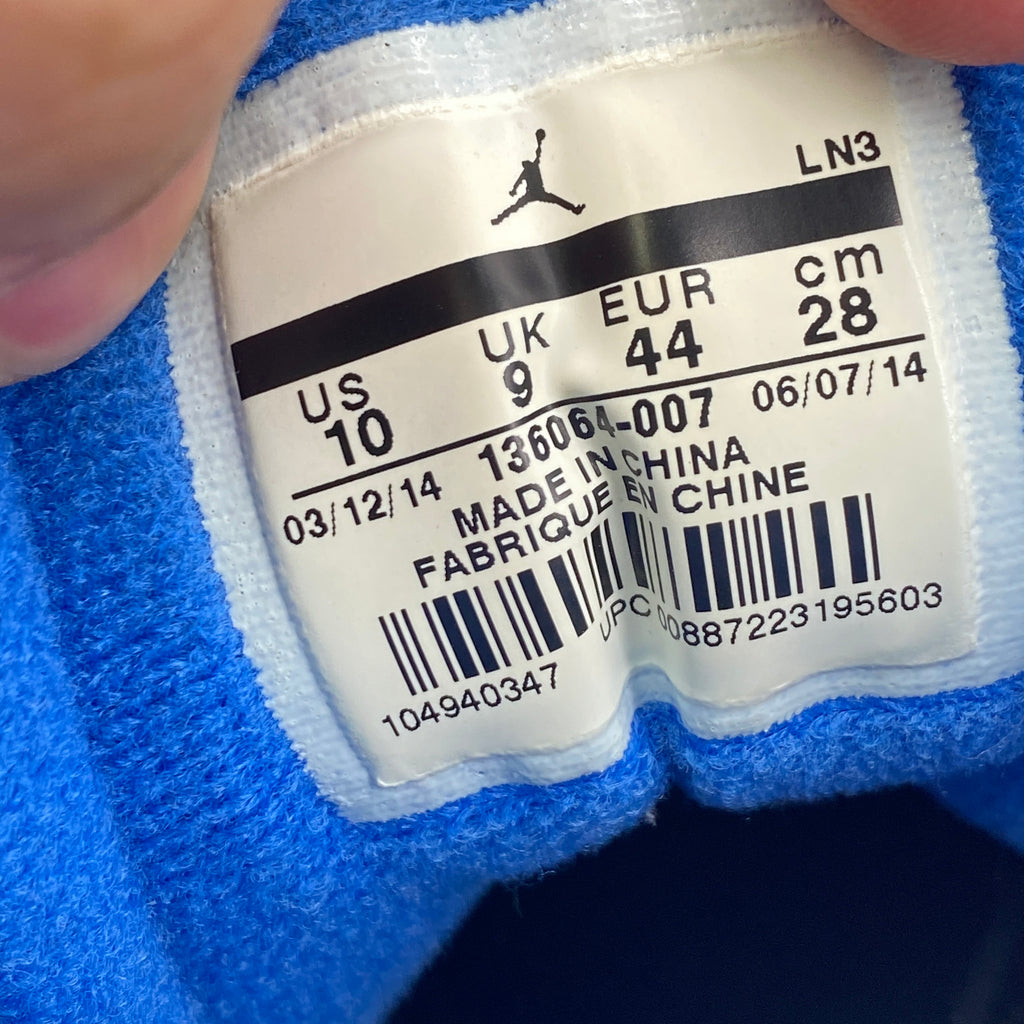 LN3
US UK EUR cm
10 9 44 28
03/12/14 136064-007 06/07/14
MADE IN CHINA
FABRIQUE EN CHINE
104940347 UPC 00887223195603